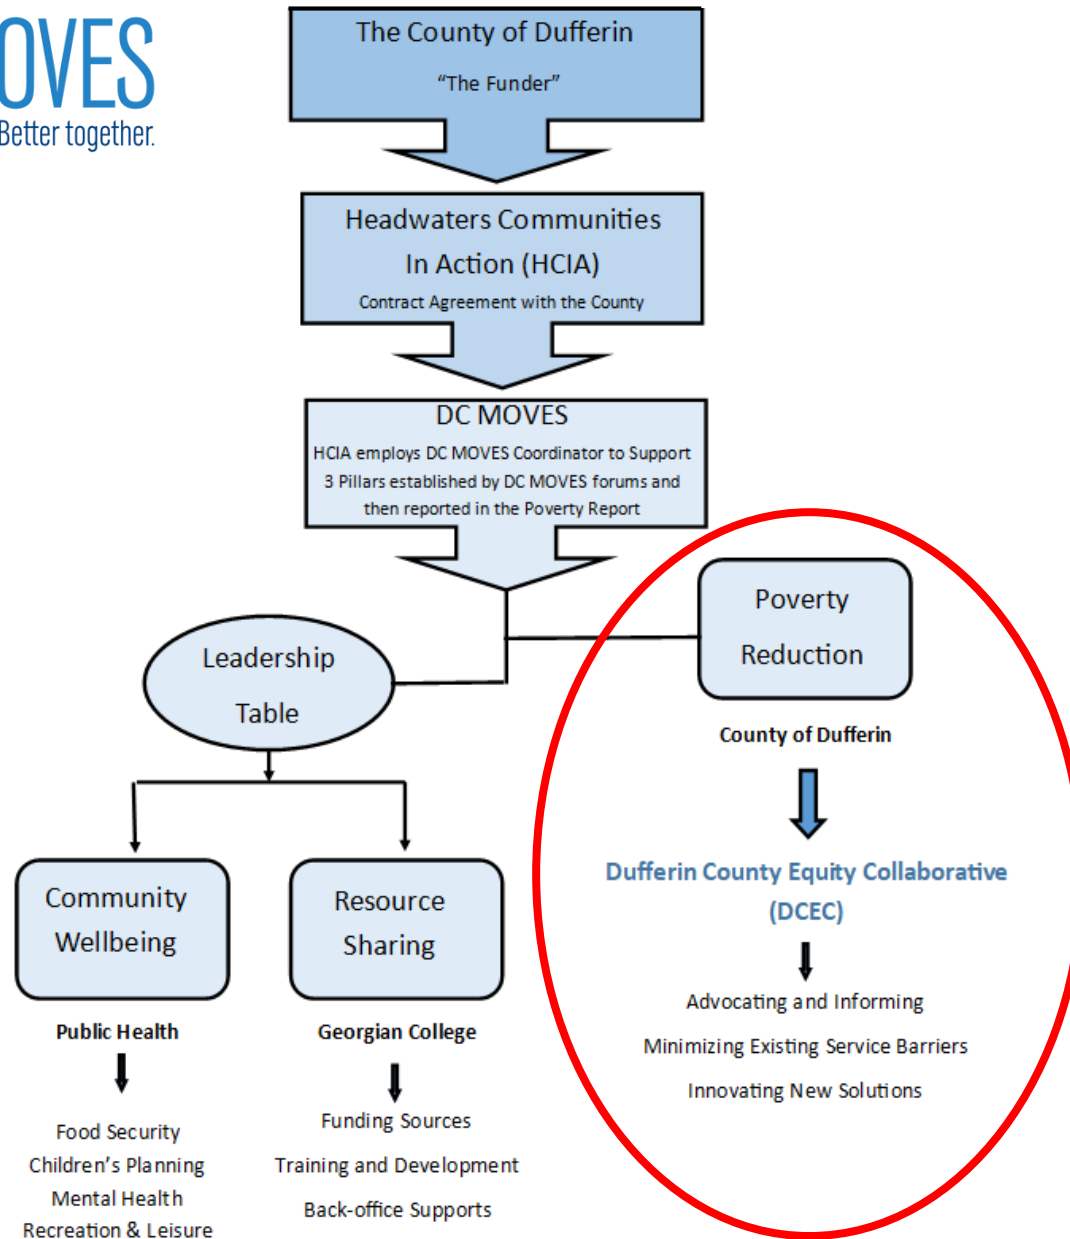 OVES
Better together.
The County of Dufferin
“The Funder”
Headwaters Communities
In Action (HCIA)
Contract Agreement with the County
DC MOVES
HCIA employs DC MOVES Coordinator to Support
3 Pillars established by DC MOVES forums and
then reported in the Poverty Report
Leadership
Table
Poverty
Reduction
County of Dufferin
Dufferin County Equity Collaborative
(DCEC)
Advocating and Informing
Minimizing Existing Service Barriers
Innovating New Solutions
Community
Wellbeing
Public Health
Food Security
Children’s Planning
Mental Health
Recreation & Leisure
Resource
Sharing
Georgian College
Funding Sources
Training and Development
Back-office Supports